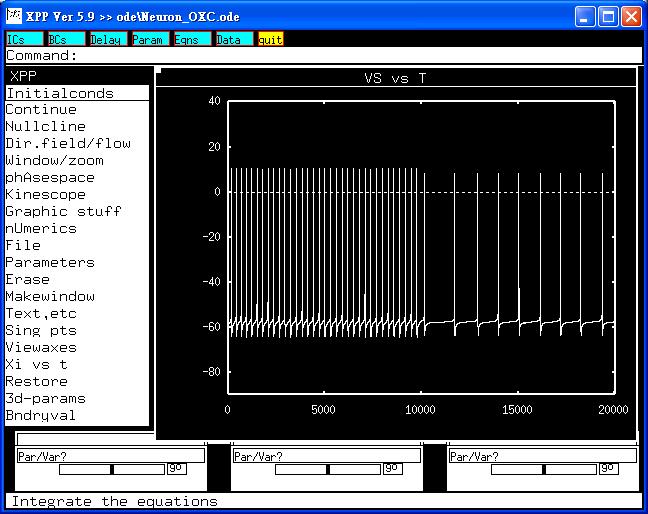 XPP Ver 5.9 >> ode\Neuron_OXC.ode
ICs BCs Delay Param Eqns Data quit
Command:
XPP
Initialconds
Continue
Nullcline
Dir.field/flow
Window/zoom
phAsespace
Kinescope
Graphic stuff
nUmerics
File
Parameters
Erase
Makewindow
Text,etc
Sing pts
Viewaxes
Xi vs t
Restore
3d-params
Bndryval
VS vs T
40
20
0
-20
-40
-60
-80
0 5000 10000 15000 20000
Par/Var? go Par/Var? go Par/Var? go
Integrate the equations